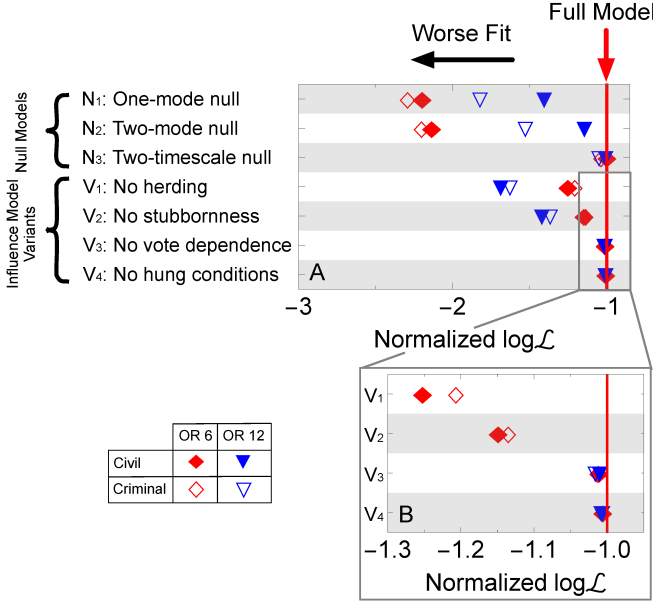 Full Model
Worse Fit
Null Models
N₁: One-mode null
N₂: Two-mode null
N₃: Two-timescale null
Influence Model
Variants
V₁: No herding
V₂: No stubbornness
V₃: No vote dependence
V₄: No hung conditions
A
−3 −2 −1
Normalized logℒ
V₁
V₂
V₃
V₄
B
−1.3 −1.2 −1.1 −1.0
Normalized logℒ
OR 6 OR 12
Civil
Criminal